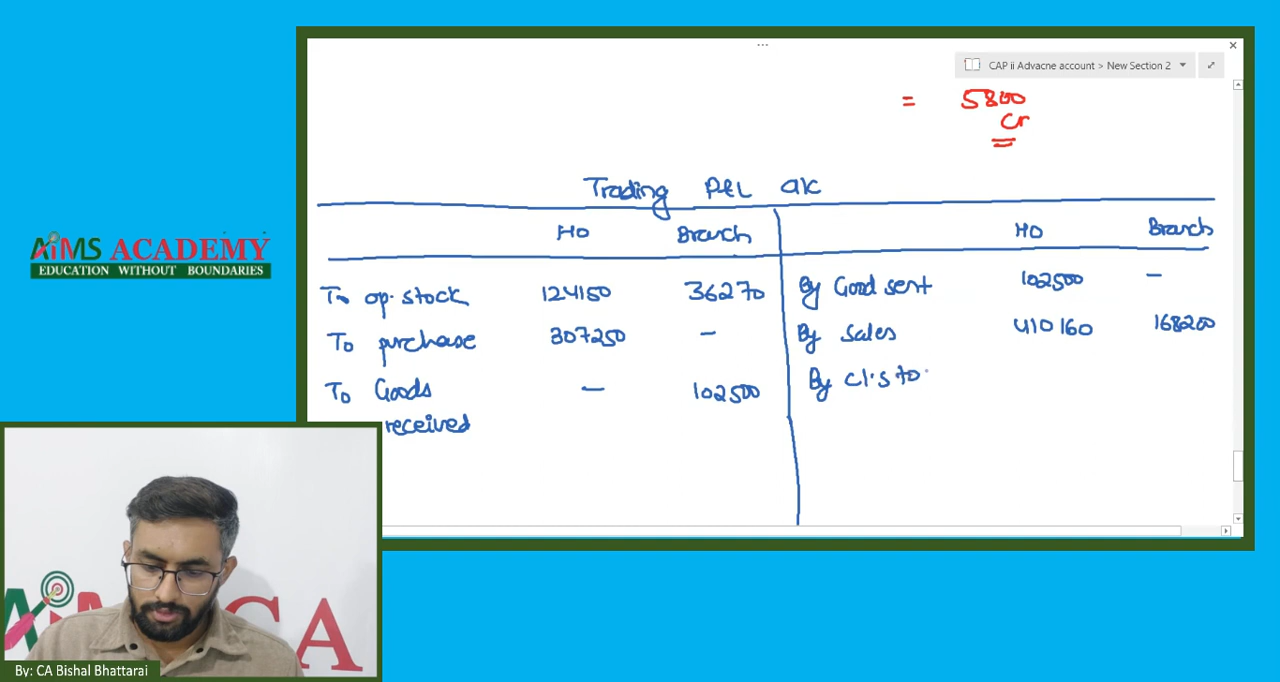 CAP ii Advacne account > New Section 2
= 5800
Cr
Trading P&L a/c
HO Branch HO Branch
To op. stock 124150 36270 By Good sent 102500 -
To purchase 307250 - By Sales 410160 168200
To Goods - 102500 By cl. sto
received
AiMS ACADEMY
EDUCATION WITHOUT BOUNDARIES
CA
By: CA Bishal Bhattarai